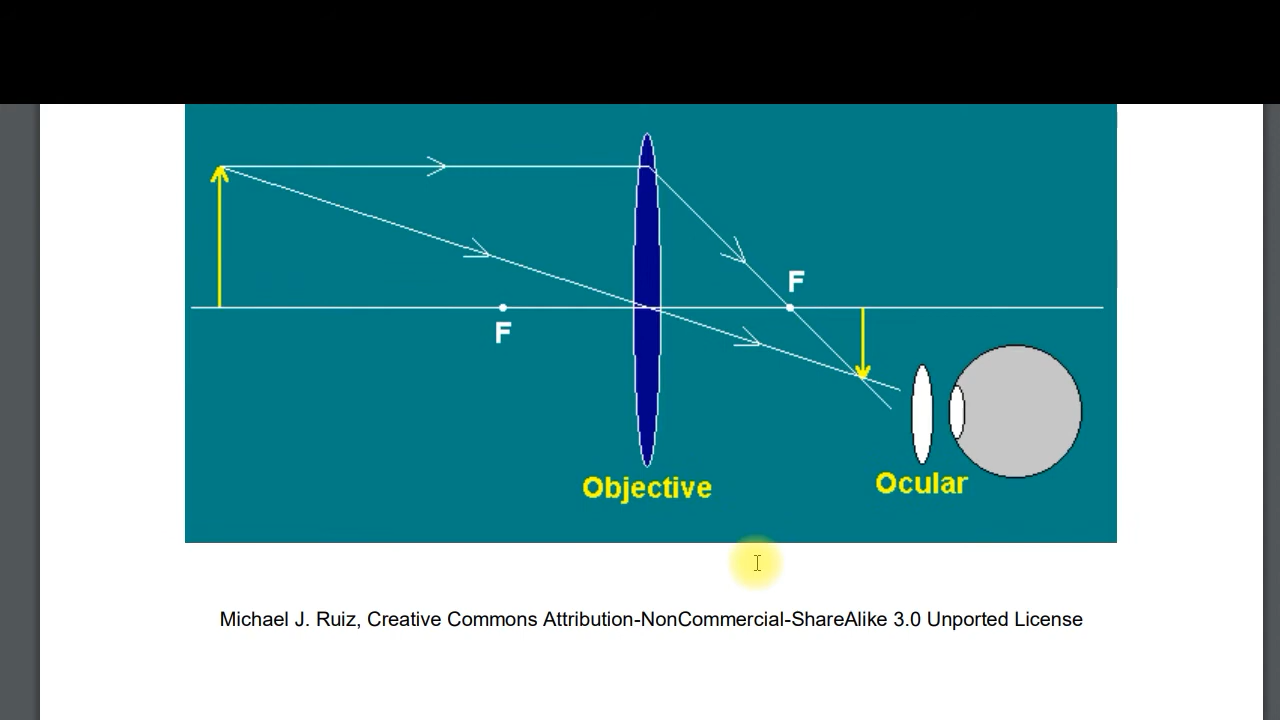 F
F
Objective
Ocular
Michael J. Ruiz, Creative Commons Attribution-NonCommercial-ShareAlike 3.0 Unported License